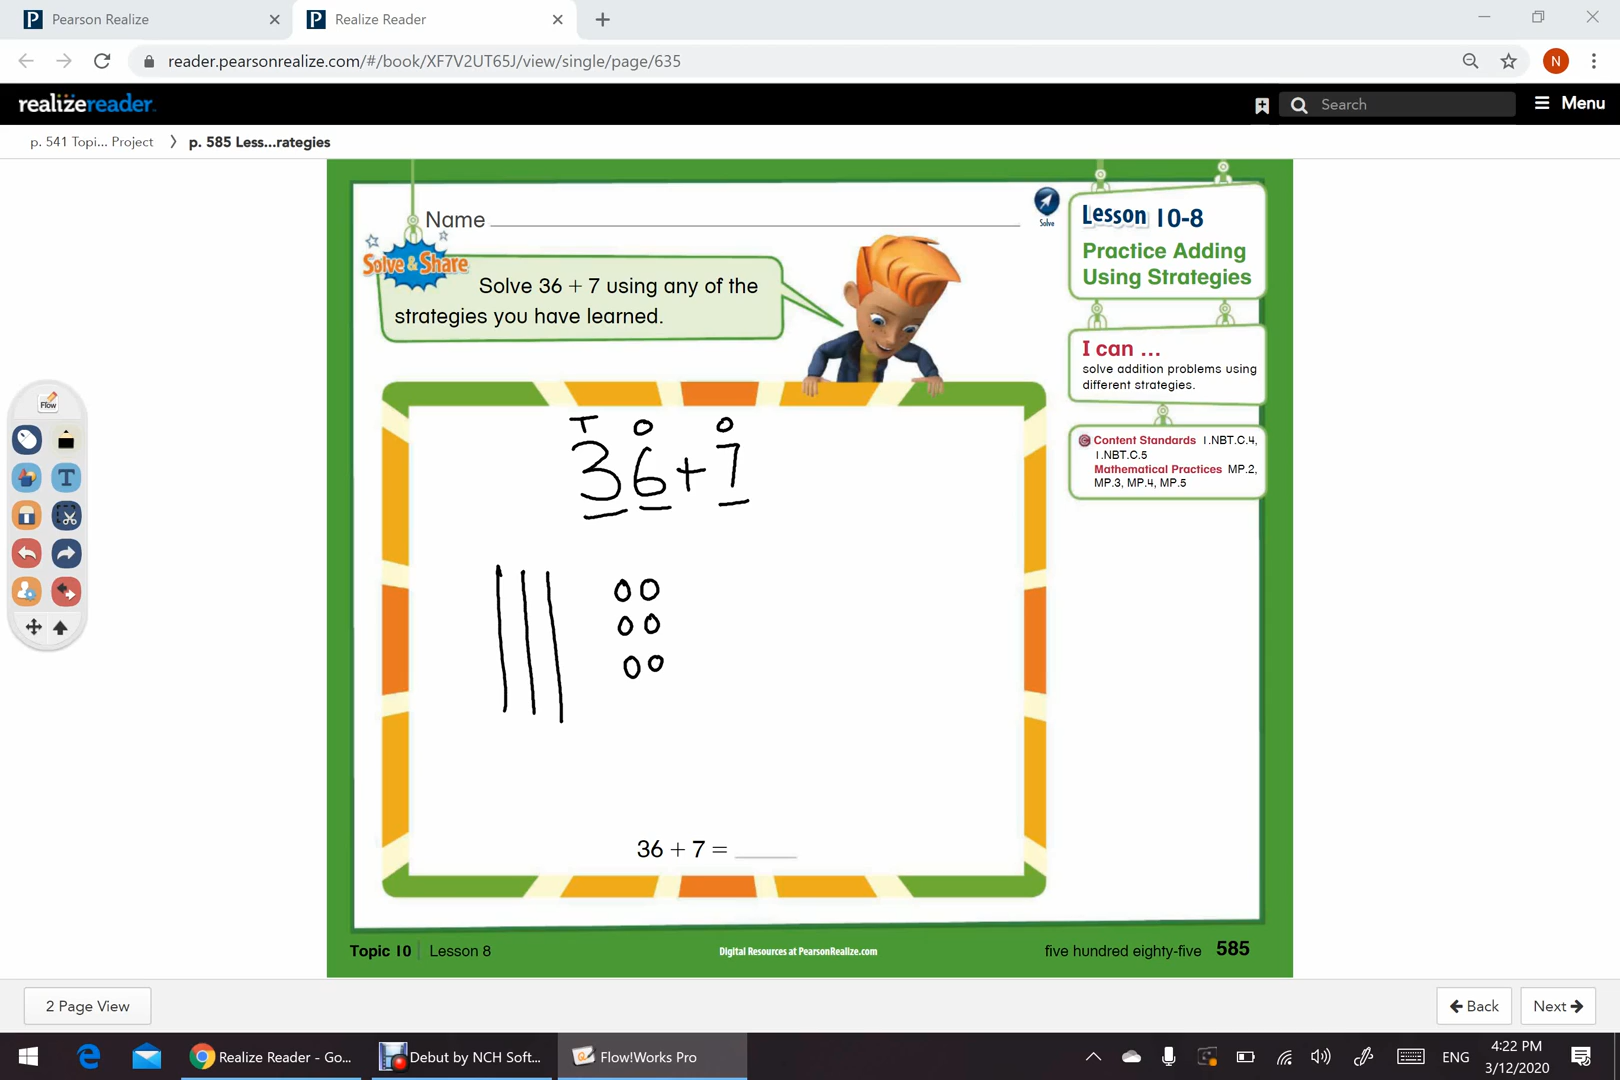 Pearson Realize
Realize Reader
reader.pearsonrealize.com/#/book/XF7V2UT65J/view/single/page/635
N
realizereader.
Search
Menu
p. 541 Topi... Project
p. 585 Less...rategies
Name
Solve
Lesson 10-8
Practice Adding
Using Strategies
Solve & Share
Solve 36 + 7 using any of the
strategies you have learned.
I can ...
solve addition problems using
different strategies.
Content Standards 1.NBT.C.4,
1.NBT.C.5
Mathematical Practices MP.2,
MP.3, MP.4, MP.5
Flow
T
T O O
36+7
36 + 7 =
Topic 10 Lesson 8
Digital Resources at PearsonRealize.com
five hundred eighty-five 585
2 Page View
Back
Next
Realize Reader - Go...
Debut by NCH Soft...
Flow!Works Pro
ENG
4:22 PM
3/12/2020